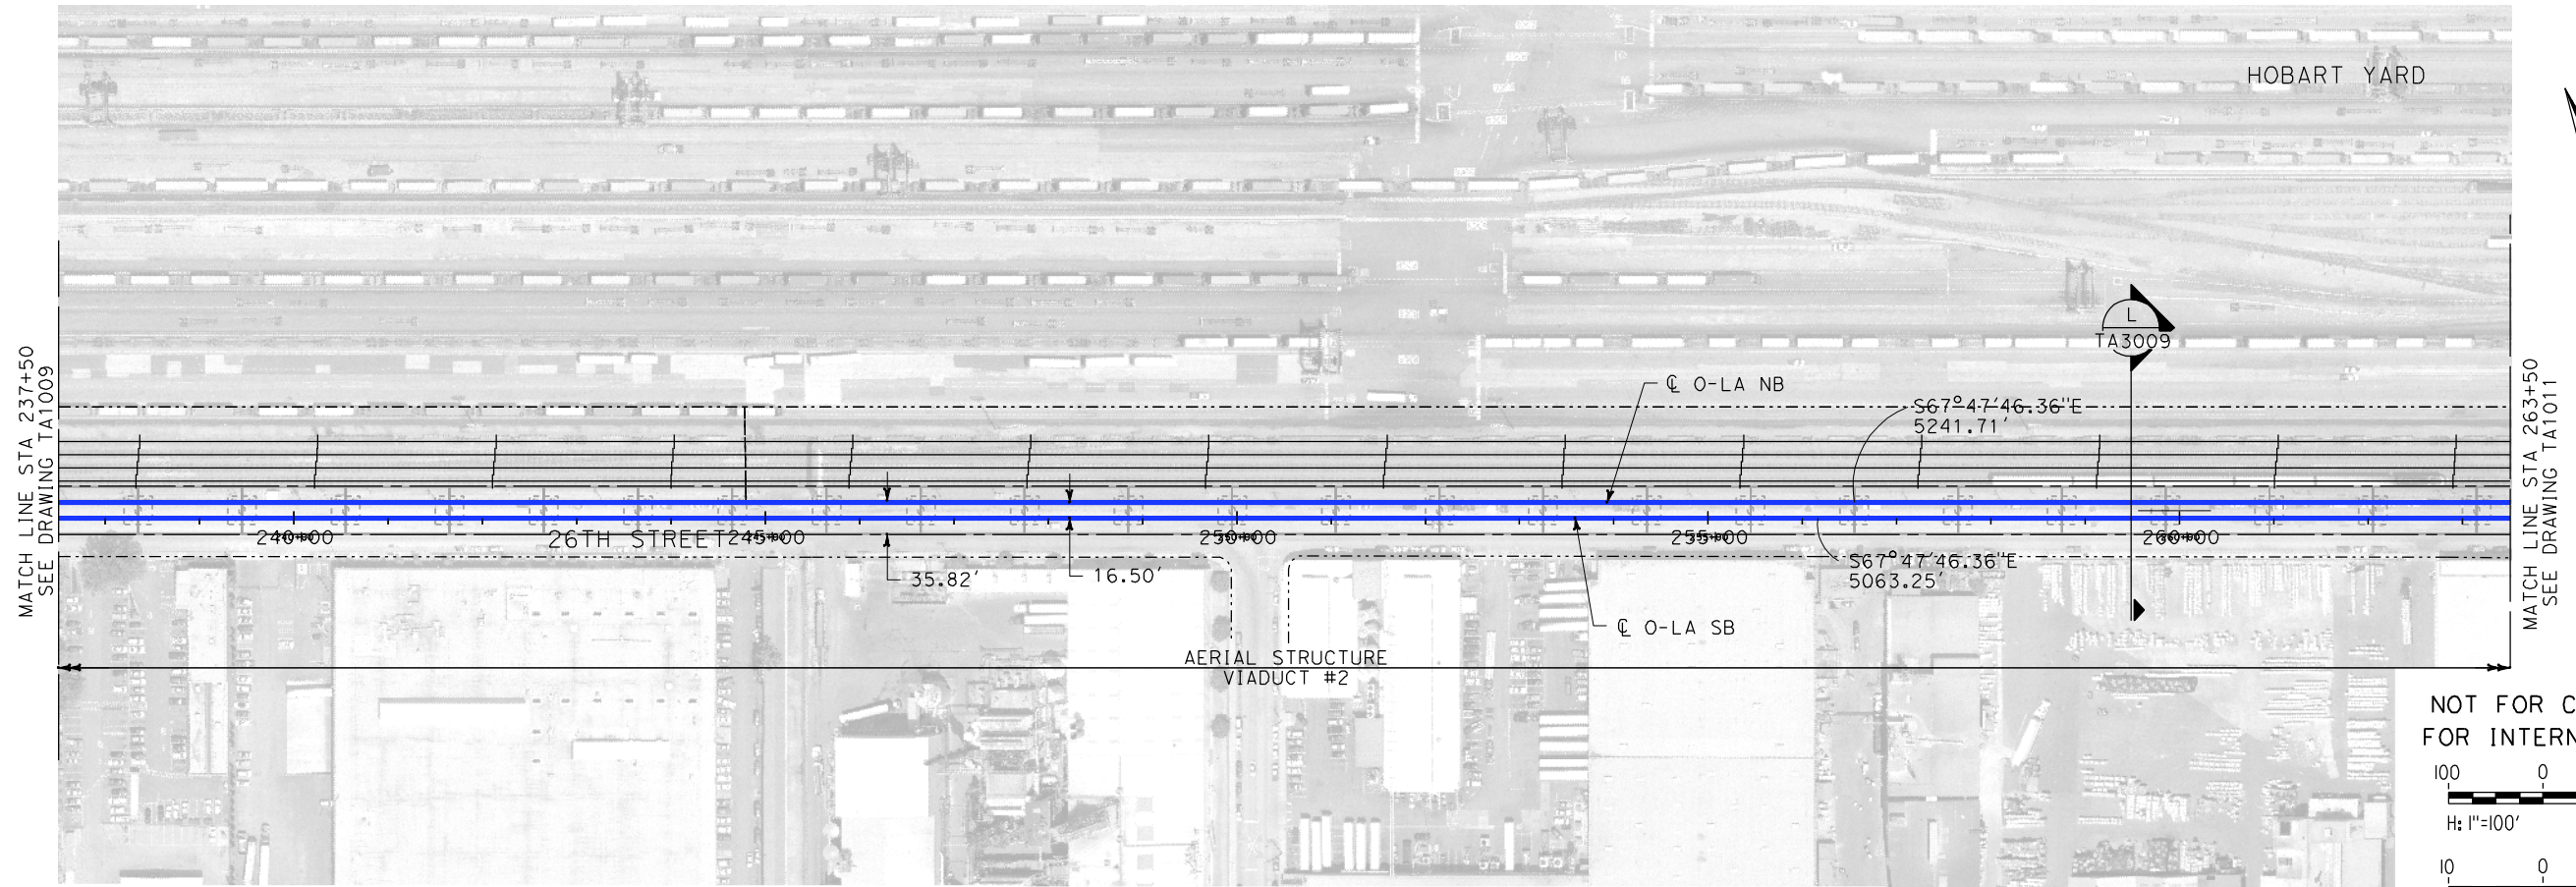 HOBART YARD
L
TA3009
MATCH LINE STA 237+50
SEE DRAWING TA1009
MATCH LINE STA 263+50
SEE DRAWING TA1011
℄ O-LA NB
S67°47'46.36"E
5241.71'
240+00
26TH STREET
245+00
250+00
255+00
260+00
35.82'
16.50'
S67°47'46.36"E
5063.25'
℄ O-LA SB
AERIAL STRUCTURE
VIADUCT #2
NOT FOR C
FOR INTERN
100 0
H: 1"=100'
10 0